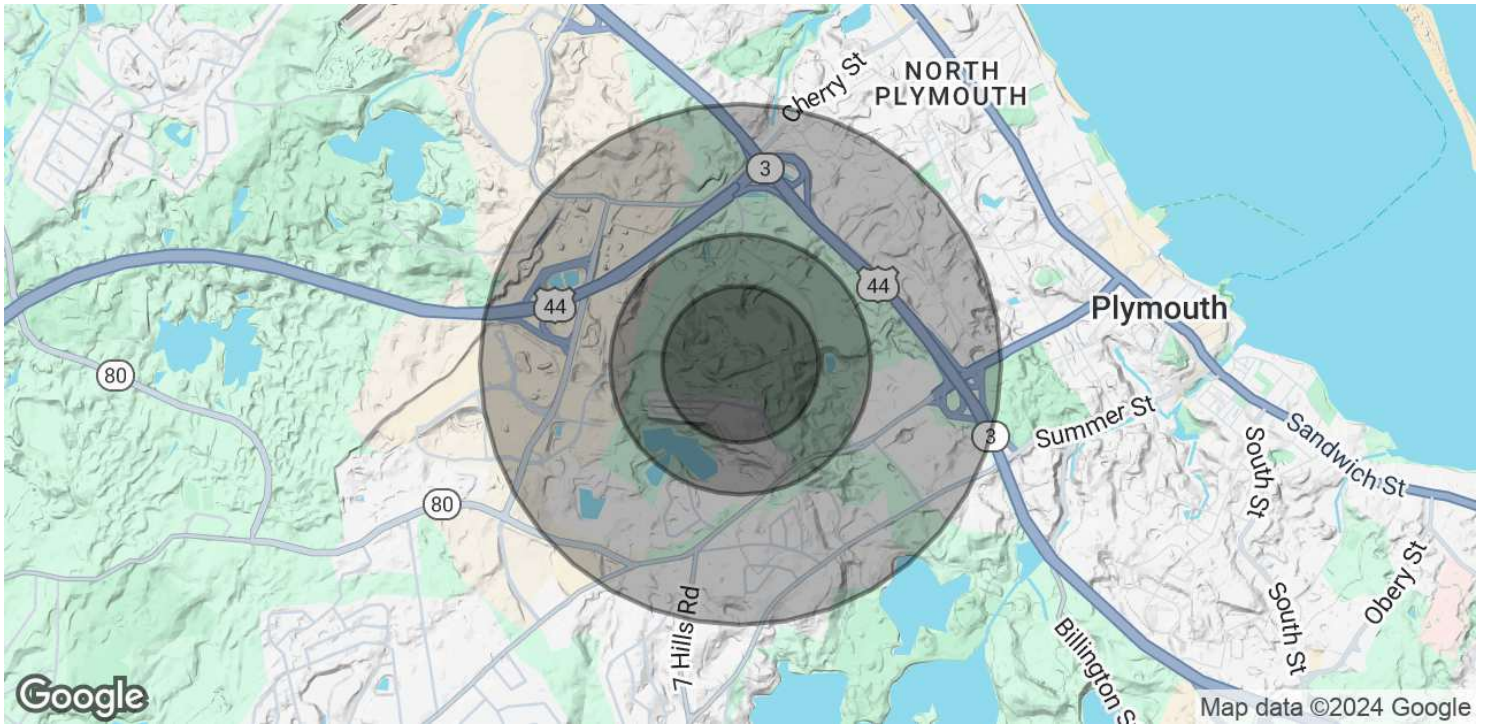 NORTH
PLYMOUTH
Cherry St
3
44
44
Plymouth
80
Summer St
3
South St
Sandwich St
80
7 Hills Rd
South St
Obery St
Billington S
Google
Map data ©2024 Google